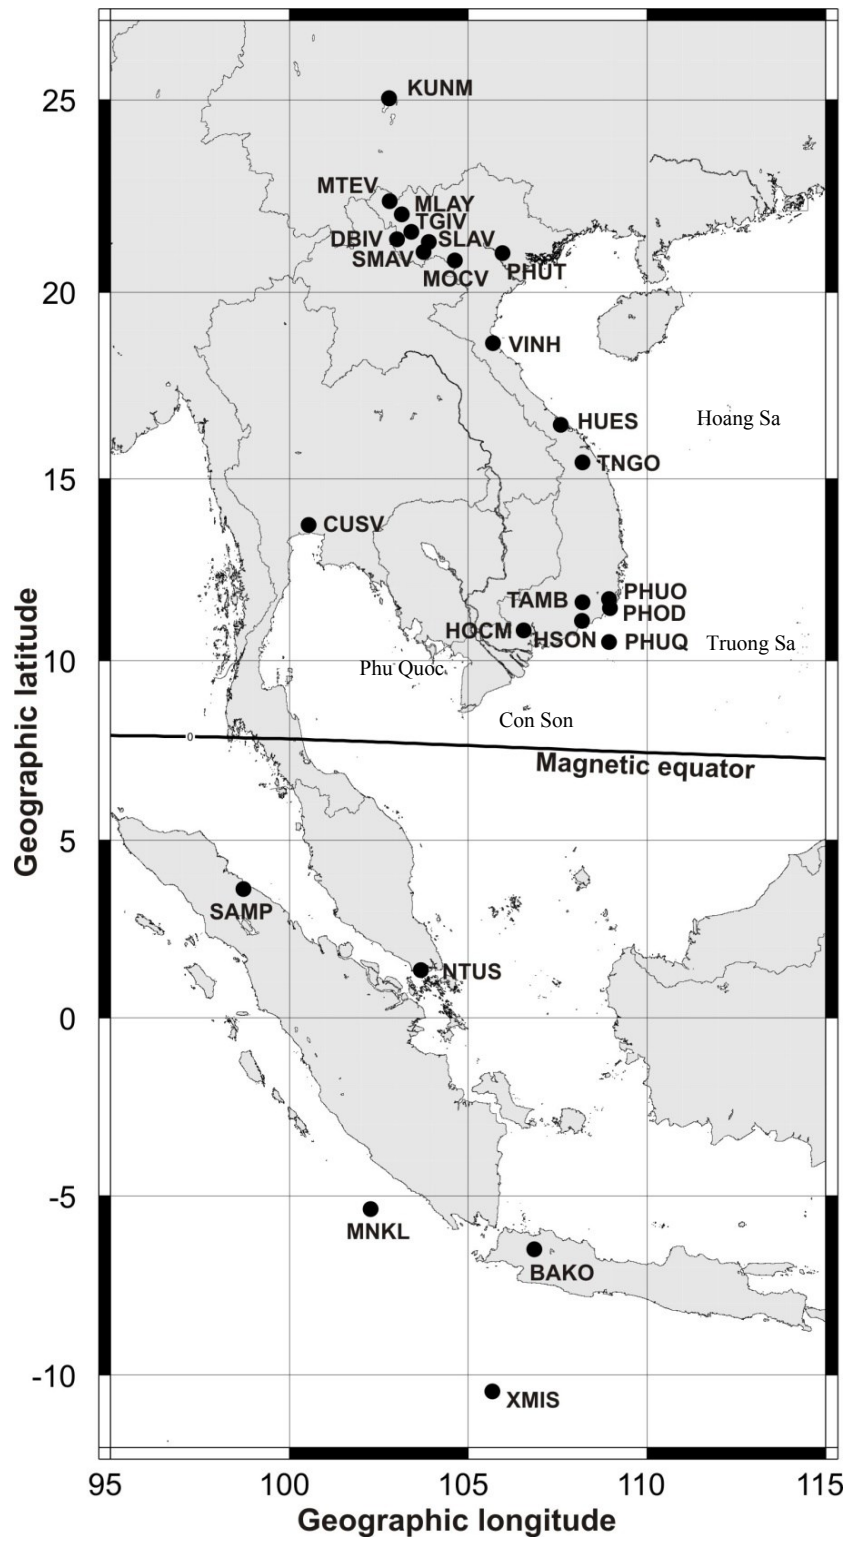 KUNM
25
MTEV
MLAY
TGIV
DBIV
SLAV
SMAV
PHUT
MOCV
20
VINH
HUES
Hoang Sa
TNGO
15
CUSV
PHUO
TAMB
PHOD
HOCM
HSON
PHUQ
Truong Sa
10
Phu Quoc
Con Son
0
Magnetic equator
Geographic latitude
5
SAMP
NTUS
0
-5
MNKL
BAKO
-10
XMIS
95
100
105
110
115
Geographic longitude